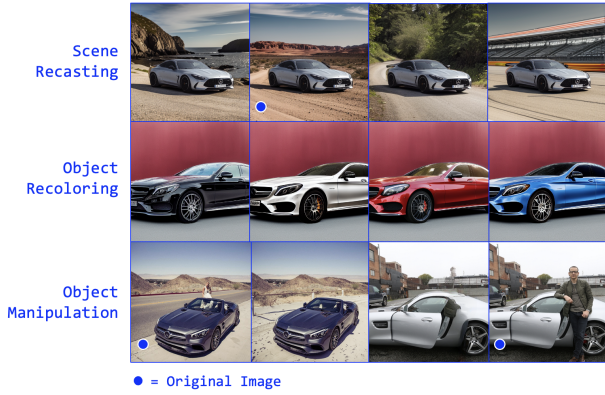 Scene
Recasting
Object
Recoloring
Object
Manipulation
= Original Image